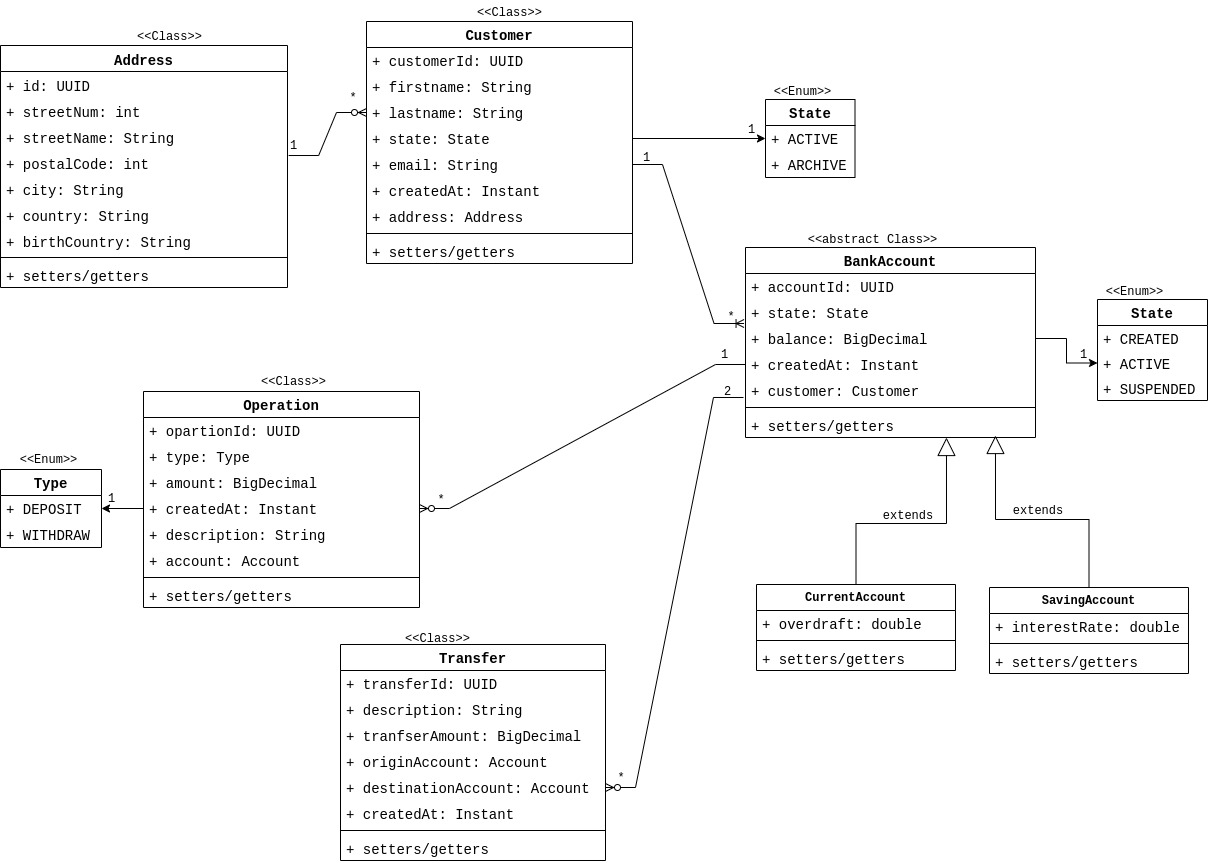 <<Class>>
Address
+ id: UUID
+ streetNum: int
+ streetName: String
+ postalCode: int
+ city: String
+ country: String
+ birthCountry: String
+ setters/getters
1
*
<<Class>>
Customer
+ customerId: UUID
+ firstname: String
+ lastname: String
+ state: State
+ email: String
+ createdAt: Instant
+ address: Address
+ setters/getters
1
1
<<Enum>>
State
+ ACTIVE
+ ARCHIVE
<<abstract Class>>
BankAccount
+ accountId: UUID
+ state: State
+ balance: BigDecimal
+ createdAt: Instant
+ customer: Customer
+ setters/getters
*
1
2
1
<<Enum>>
State
+ CREATED
+ ACTIVE
+ SUSPENDED
<<Class>>
Operation
+ opartionId: UUID
+ type: Type
+ amount: BigDecimal
+ createdAt: Instant
+ description: String
+ account: Account
+ setters/getters
*
1
<<Enum>>
Type
+ DEPOSIT
+ WITHDRAW
extends
extends
CurrentAccount
+ overdraft: double
+ setters/getters
SavingAccount
+ interestRate: double
+ setters/getters
<<Class>>
Transfer
+ transferId: UUID
+ description: String
+ tranfserAmount: BigDecimal
+ originAccount: Account
+ destinationAccount: Account
+ createdAt: Instant
+ setters/getters
*